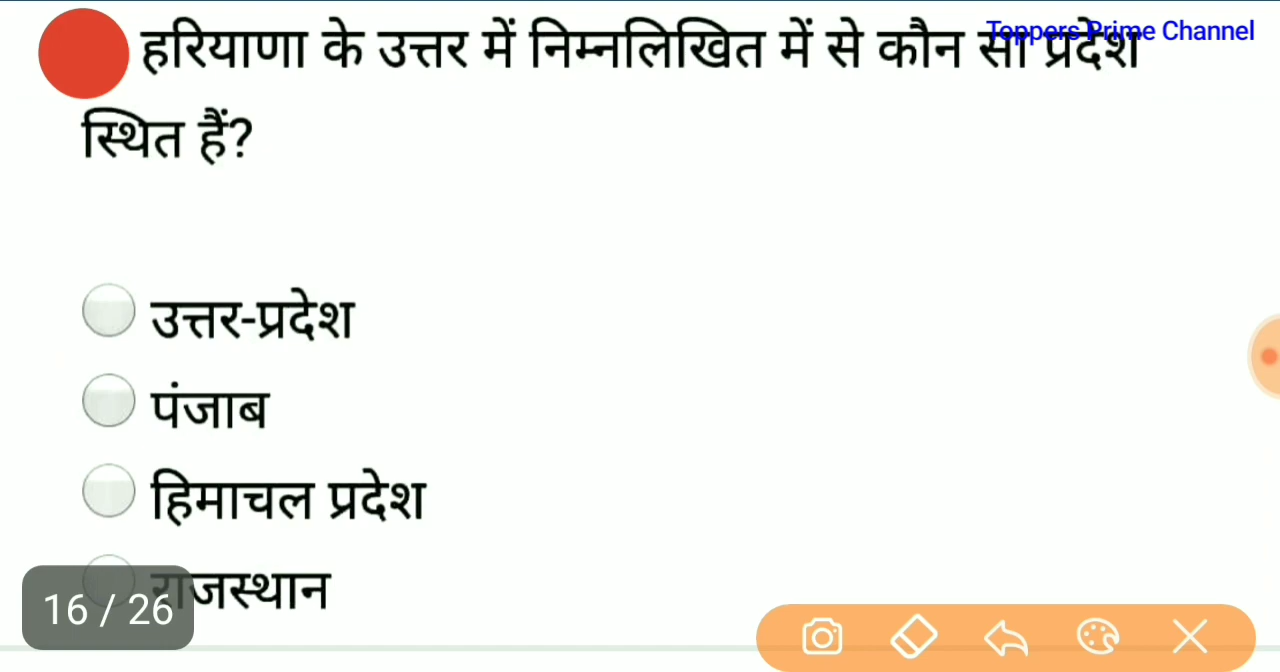 Toppers Prime Channel
हरियाणा के उत्तर में निम्नलिखित में से कौन सा प्रदेश
स्थित हैं?
उत्तर-प्रदेश
पंजाब
हिमाचल प्रदेश
राजस्थान
16 / 26